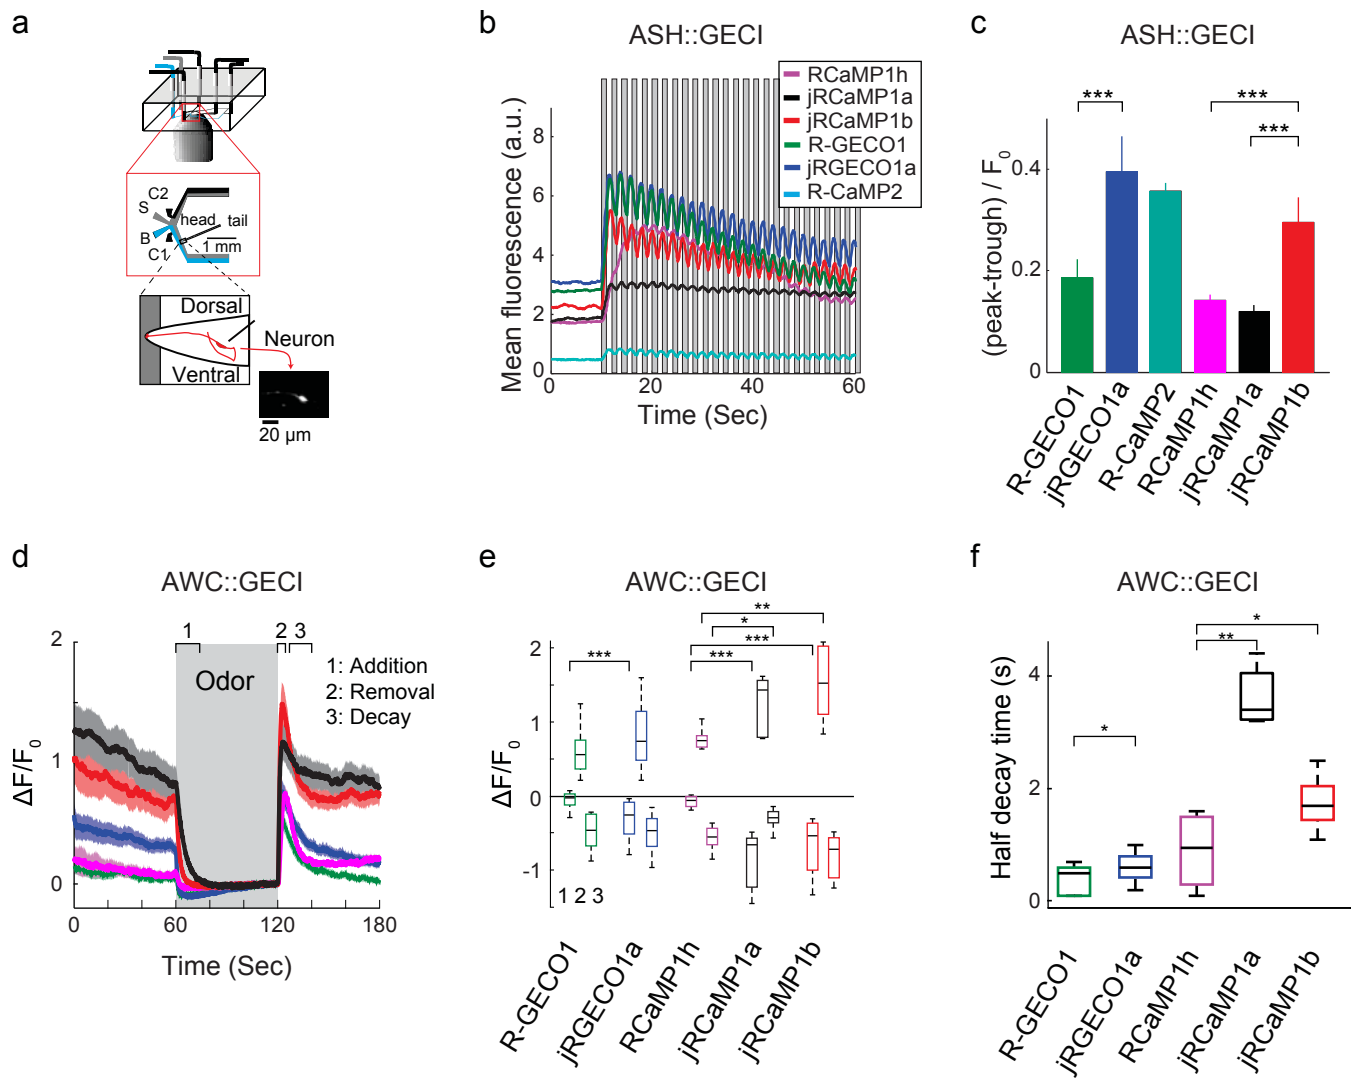 a
C2
S
B
C1
head
tail
1 mm
Dorsal
Ventral
Neuron
20 µm
b
ASH::GECI
RCaMP1h
jRCaMP1a
jRCaMP1b
R-GECO1
jRGECO1a
R-CaMP2
Mean fluorescence (a.u.)
8
6
4
2
0
0
20
40
60
Time (Sec)
c
ASH::GECI
***
***
***
(peak-trough) / F0
0.4
0.2
0
R-GECO1
jRGECO1a
R-CaMP2
RCaMP1h
jRCaMP1a
jRCaMP1b
d
AWC::GECI
1
2 3
1: Addition
2: Removal
3: Decay
Odor
ΔF/F0
2
1
0
0
60
120
180
Time (Sec)
e
AWC::GECI
**
*
***
***
***
ΔF/F0
2
1
0
-1
1 2 3
R-GECO1
jRGECO1a
RCaMP1h
jRCaMP1a
jRCaMP1b
f
AWC::GECI
*
**
*
Half decay time (s)
4
2
0
R-GECO1
jRGECO1a
RCaMP1h
jRCaMP1a
jRCaMP1b